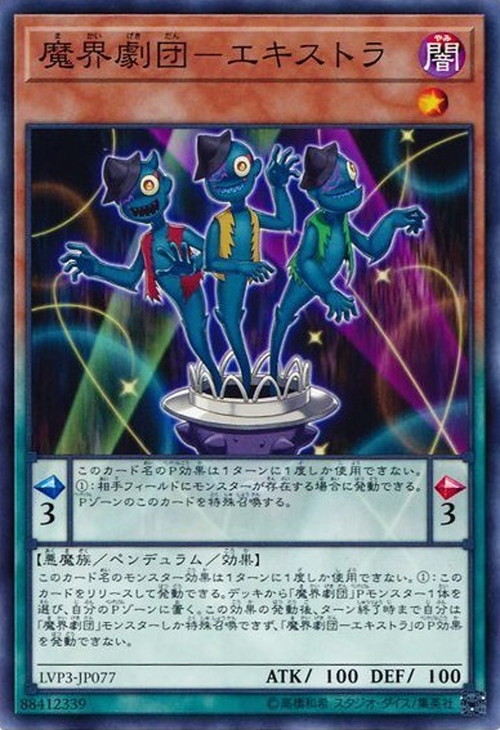 魔界劇団－エキストラ
闇
このカード名のP効果は1ターンに1度しか使用できない。
①：相手フィールドにモンスターが存在する場合に発動できる。
Pゾーンのこのカードを特殊召喚する。
3
3
【悪魔族／ペンデュラム／効果】
このカード名のモンスター効果は1ターンに1度しか使用できない。①：この
カードをリリースして発動できる。デッキから「魔界劇団」Pモンスター1体を
選び、自分のPゾーンに置く。この効果の発動後、ターン終了時まで自分は
「魔界劇団」モンスターしか特殊召喚できず、「魔界劇団－エキストラ」のP効果
を発動できない。
LVP3-JP077
ATK/ 100 DEF/ 100
88412339
©高橋和希 スタジオ・ダイス/集英社